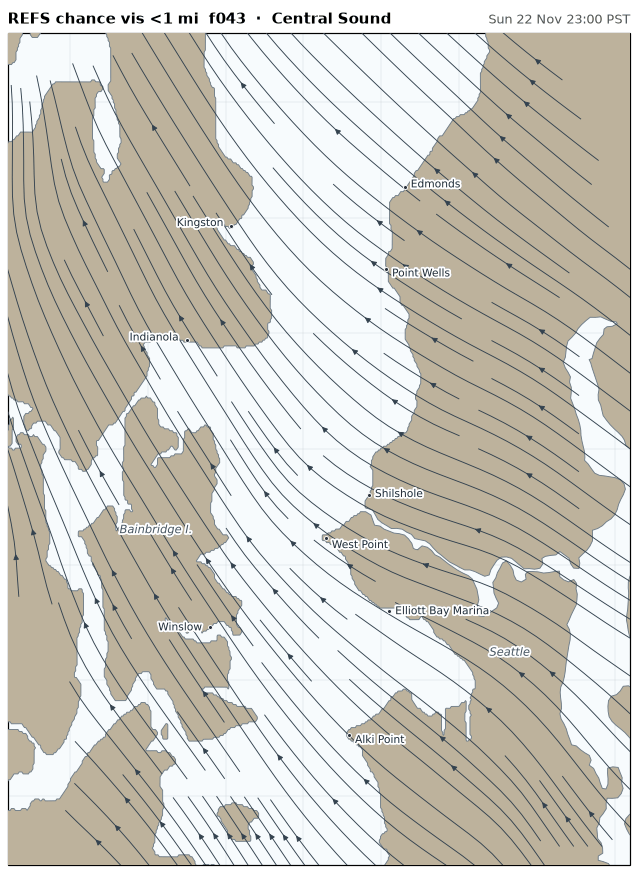 REFS chance vis <1 mi f043 · Central Sound
Sun 22 Nov 23:00 PST
Edmonds
Kingston
Point Wells
Indianola
Shilshole
Bainbridge I.
West Point
Elliott Bay Marina
Winslow
Seattle
Alki Point